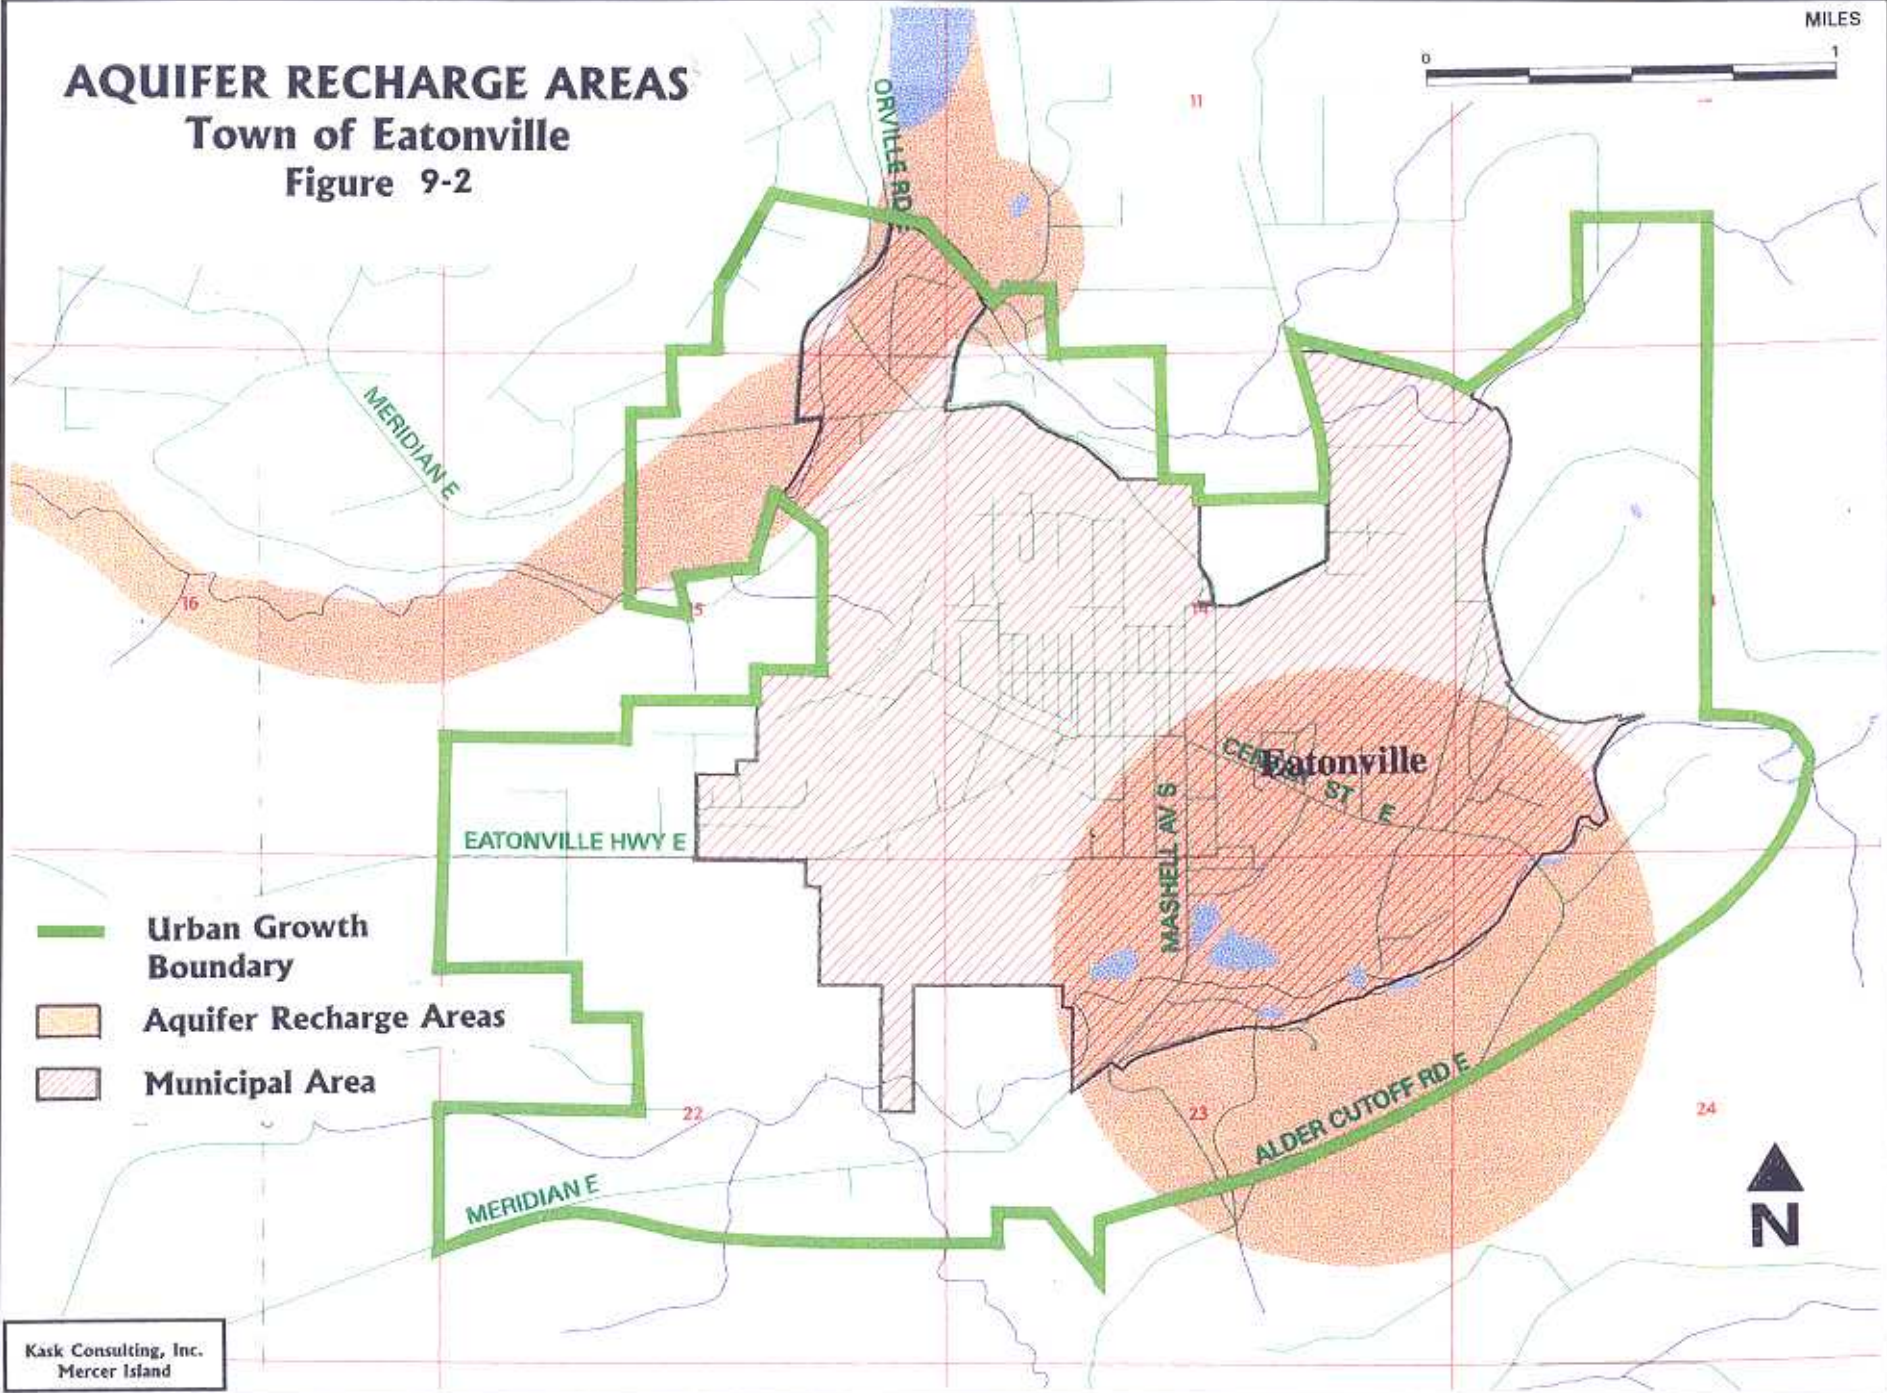 AQUIFER RECHARGE AREAS
Town of Eatonville
Figure 9-2
MILES
0 1
ORVILLE RD E
11
MERIDIAN E
16
14
Eatonville
ST E
MASHELL AV S
EATONVILLE HWY E
Urban Growth
Boundary
Aquifer Recharge Areas
Municipal Area
22
23
24
ALDER CUTOFF RD E
MERIDIAN E
N
Kask Consulting, Inc.
Mercer Island